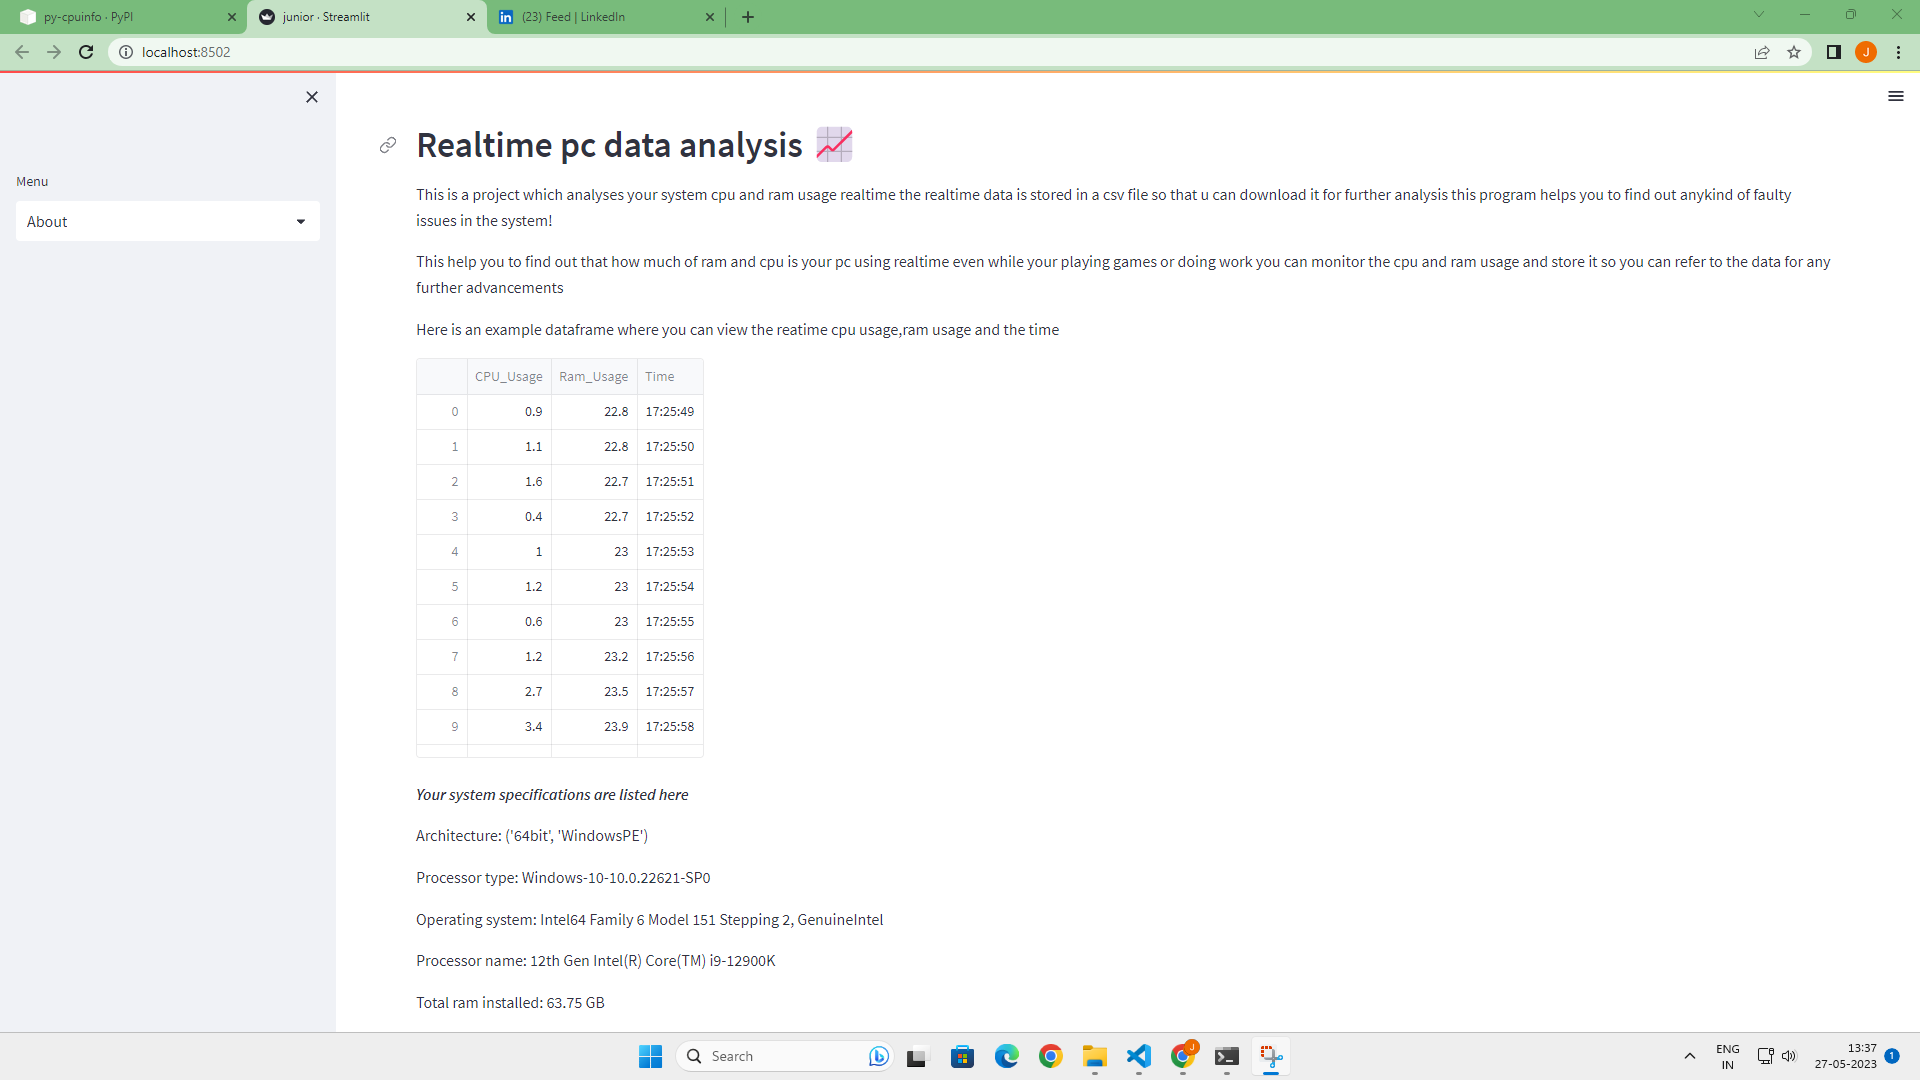 py-cpuinfo · PyPI
junior · Streamlit
(23) Feed | LinkedIn
localhost:8502
J
Menu
About
Realtime pc data analysis
This is a project which analyses your system cpu and ram usage realtime the realtime data is stored in a csv file so that u can download it for further analysis this program helps you to find out anykind of faulty
issues in the system!
This help you to find out that how much of ram and cpu is your pc using realtime even while your playing games or doing work you can monitor the cpu and ram usage and store it so you can refer to the data for any
further advancements
Here is an example dataframe where you can view the reatime cpu usage,ram usage and the time
CPU_Usage Ram_Usage Time
0 0.9 22.8 17:25:49
1 1.1 22.8 17:25:50
2 1.6 22.7 17:25:51
3 0.4 22.7 17:25:52
4 1 23 17:25:53
5 1.2 23 17:25:54
6 0.6 23 17:25:55
7 1.2 23.2 17:25:56
8 2.7 23.5 17:25:57
9 3.4 23.9 17:25:58
Your system specifications are listed here
Architecture: ('64bit', 'WindowsPE')
Processor type: Windows-10-10.0.22621-SP0
Operating system: Intel64 Family 6 Model 151 Stepping 2, GenuineIntel
Processor name: 12th Gen Intel(R) Core(TM) i9-12900K
Total ram installed: 63.75 GB
Search
J
ENG
IN
13:37
27-05-2023
1